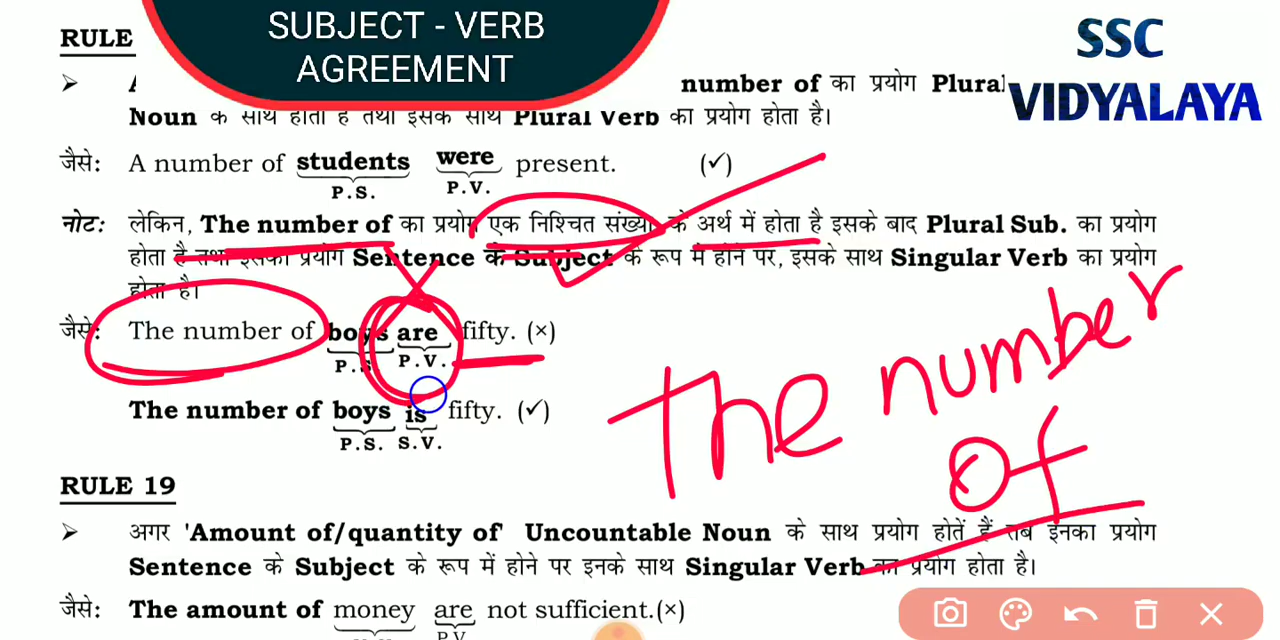 SUBJECT - VERB
AGREEMENT
SSC
VIDYALAYA
RULE
➢ number of का प्रयोग Plural
Noun के साथ होता है तथा इसके साथ Plural Verb का प्रयोग होता है।
जैसे: A number of students were present. (✓)
P.S. P.V.
नोट: लेकिन, The number of का प्रयोग एक निश्चित संख्या के अर्थ में होता है इसके बाद Plural Sub. का प्रयोग
होता है तथा इसका प्रयोग Sentence के Subject के रूप में होने पर, इसके साथ Singular Verb का प्रयोग
होता है।
जैसे: The number of boys are fifty. (×)
P.S. P.V.
The number of boys is fifty. (✓)
P.S. S.V.
The number
of
RULE 19
➢ अगर 'Amount of/quantity of' Uncountable Noun के साथ प्रयोग होतें हैं तब इनका प्रयोग
Sentence के Subject के रूप में होने पर इनके साथ Singular Verb का प्रयोग होता है।
जैसे: The amount of money are not sufficient.(×)
P.V.